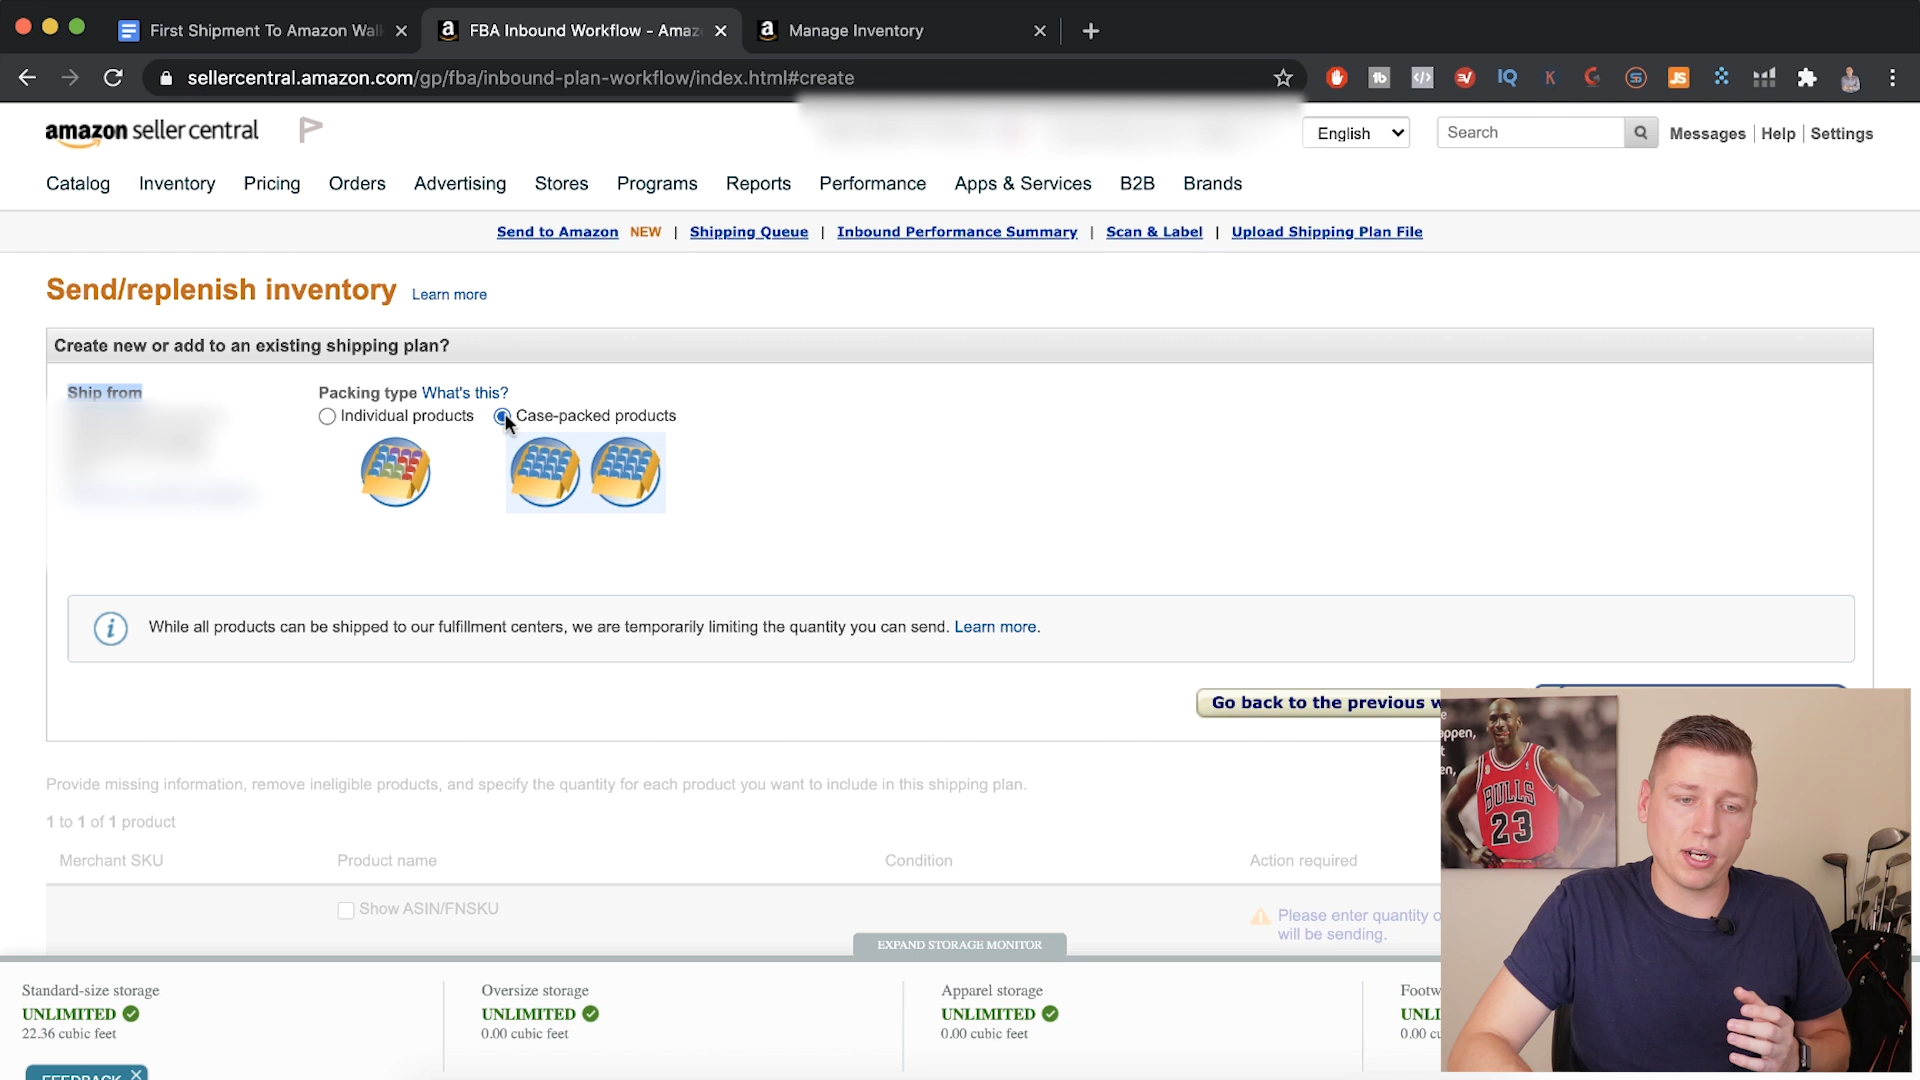 First Shipment To Amazon Wal
FBA Inbound Workflow - Amaz
Manage Inventory
sellercentral.amazon.com/gp/fba/inbound-plan-workflow/index.html#create
amazon seller central
English
Search
Messages | Help | Settings
Catalog Inventory Pricing Orders Advertising Stores Programs Reports Performance Apps & Services B2B Brands
Send to Amazon NEW | Shipping Queue | Inbound Performance Summary | Scan & Label | Upload Shipping Plan File
Send/replenish inventory Learn more
Create new or add to an existing shipping plan?
Ship from
Packing type What's this?
Individual products Case-packed products
While all products can be shipped to our fulfillment centers, we are temporarily limiting the quantity you can send. Learn more.
Go back to the previous w
Provide missing information, remove ineligible products, and specify the quantity for each product you want to include in this shipping plan.
1 to 1 of 1 product
Merchant SKU Product name Condition Action required
Show ASIN/FNSKU
Please enter quantity o
will be sending.
EXPAND STORAGE MONITOR
Standard-size storage
UNLIMITED
22.36 cubic feet
Oversize storage
UNLIMITED
0.00 cubic feet
Apparel storage
UNLIMITED
0.00 cubic feet
Footw
UNLI
0.00 cu
FEEDBACK
BULLS
23